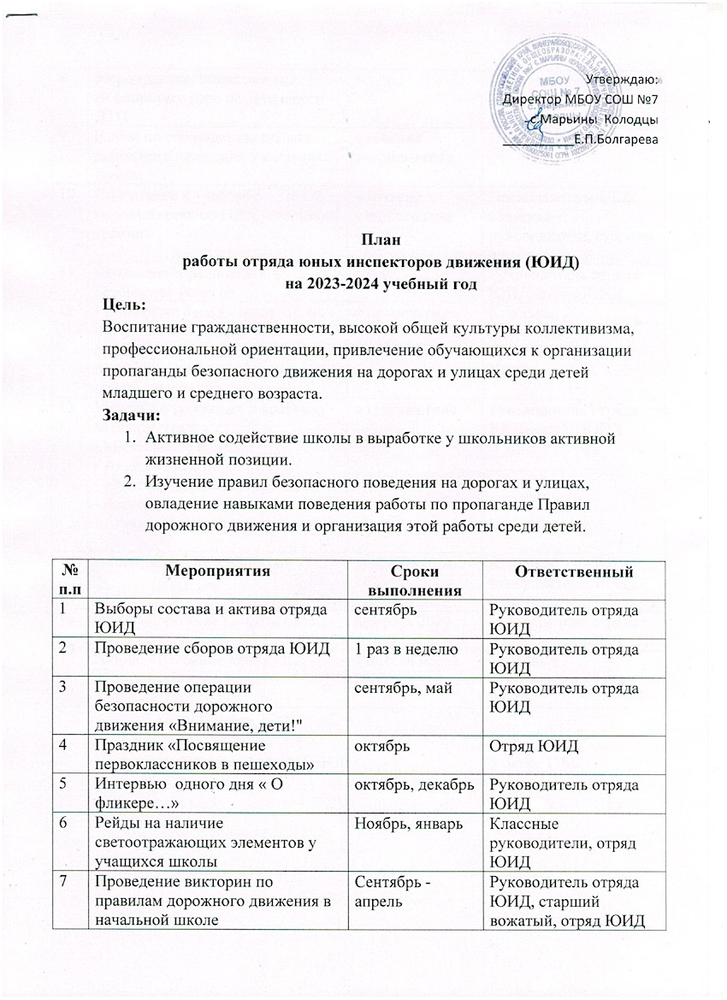 Утверждаю:
Директор МБОУ СОШ №7
с.Марьины Колодцы
___________Е.П.Болгарева
МБОУ
СОШ № 7
План
работы отряда юных инспекторов движения (ЮИД)
на 2023-2024 учебный год
Цель:
Воспитание гражданственности, высокой общей культуры коллективизма,
профессиональной ориентации, привлечение обучающихся к организации
пропаганды безопасного движения на дорогах и улицах среди детей
младшего и среднего возраста.
Задачи:
1. Активное содействие школы в выработке у школьников активной
жизненной позиции.
2. Изучение правил безопасного поведения на дорогах и улицах,
овладение навыками поведения работы по пропаганде Правил
дорожного движения и организация этой работы среди детей.
№ Мероприятия Сроки Ответственный
п.п выполнения
1 Выборы состава и актива отряда сентябрь Руководитель отряда
ЮИД ЮИД
2 Проведение сборов отряда ЮИД 1 раз в неделю Руководитель отряда
ЮИД
3 Проведение операции сентябрь, май Руководитель отряда
безопасности дорожного ЮИД
движения «Внимание, дети!"
4 Праздник «Посвящение октябрь Отряд ЮИД
первоклассников в пешеходы»
5 Интервью одного дня « О октябрь, декабрь Руководитель отряда
фликере…» ЮИД
6 Рейды на наличие Ноябрь, январь Классные
светоотражающих элементов у руководители, отряд
учащихся школы ЮИД
7 Проведение викторин по Сентябрь - Руководитель отряда
правилам дорожного движения в апрель ЮИД, старший
начальной школе вожатый, отряд ЮИД